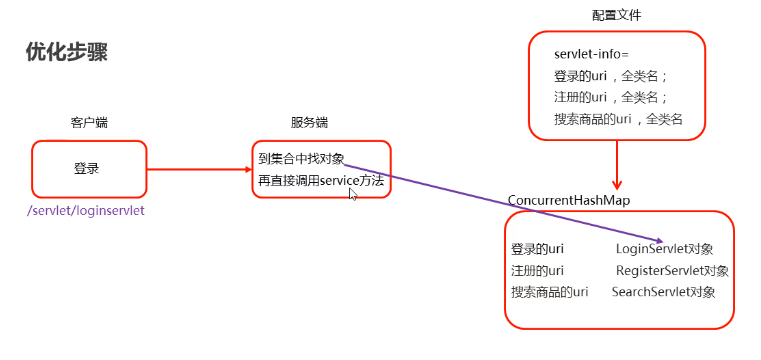 优化步骤
客户端
登录
/servlet/loginservlet
服务端
到集合中找对象
再直接调用service方法
配置文件
servlet-info=
登录的uri ，全类名；
注册的uri ，全类名；
搜索商品的uri ，全类名
ConcurrentHashMap
登录的uri LoginServlet对象
注册的uri RegisterServlet对象
搜索商品的uri SearchServlet对象